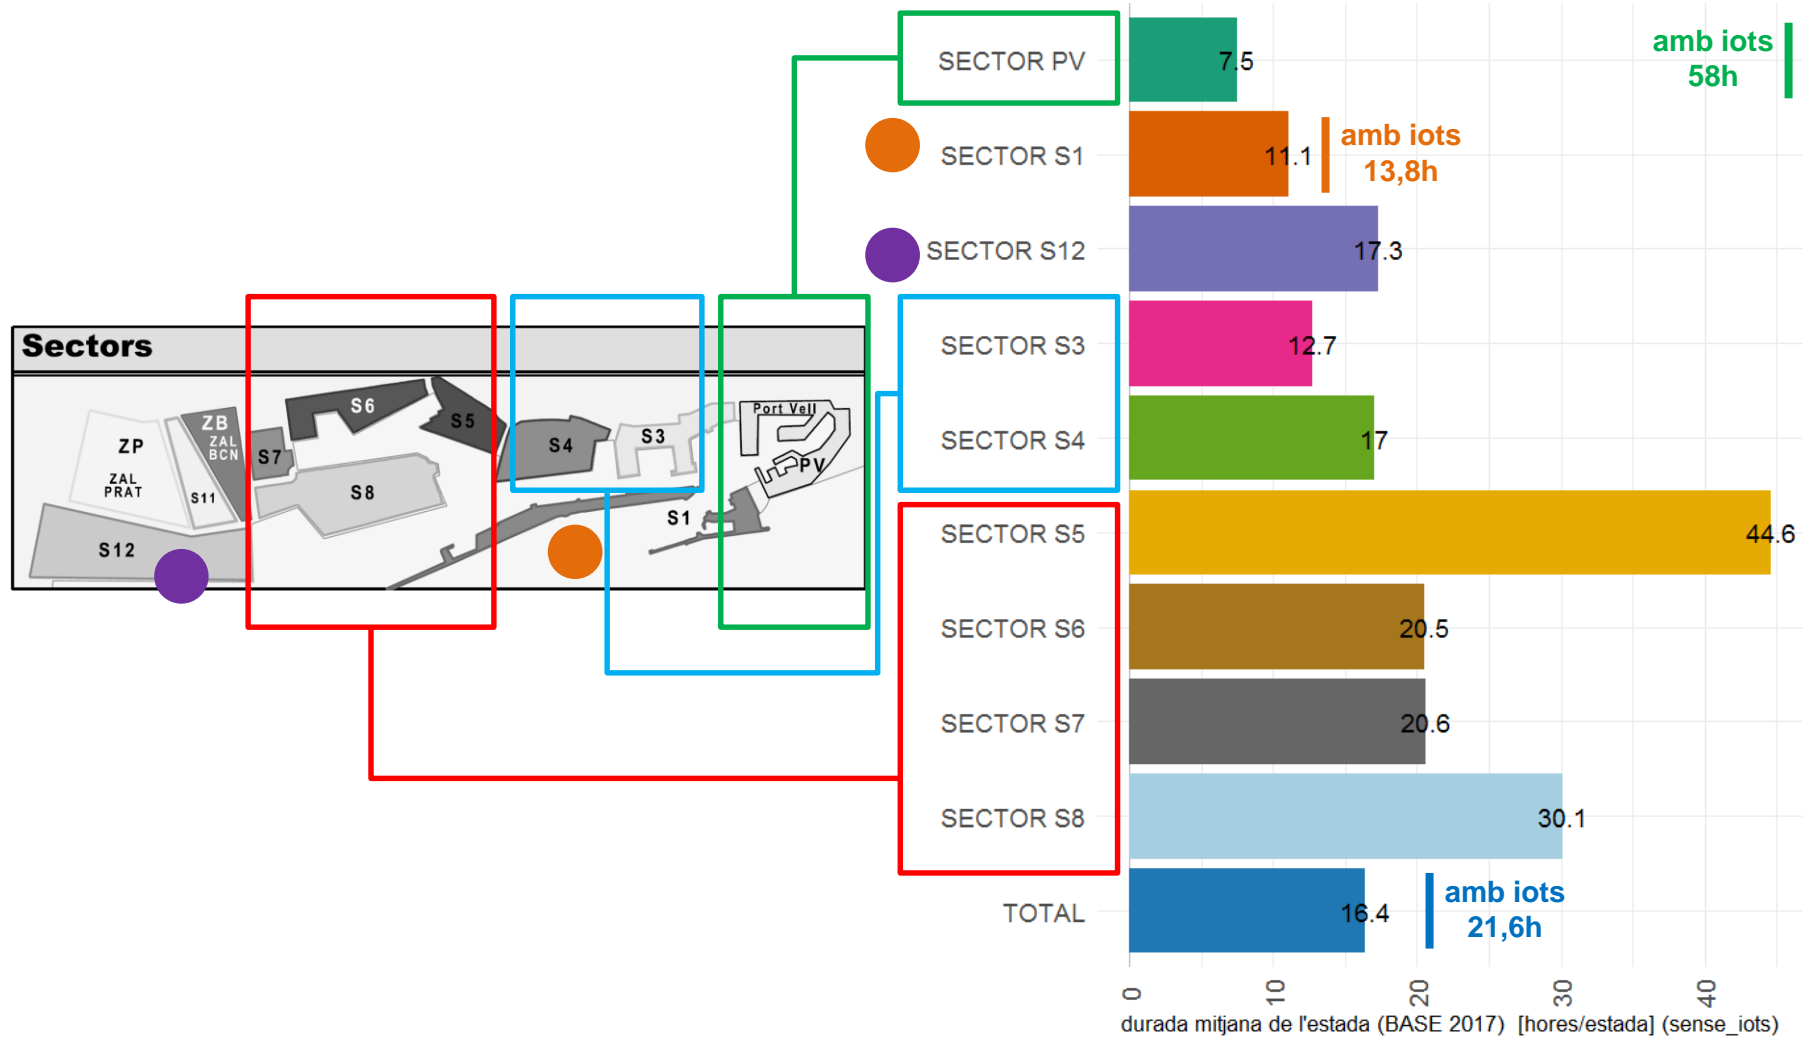 Sectors
ZP
ZAL
PRAT
S11
ZB
ZAL
BCN
S7
S6
S5
S8
S12
S4
S3
S1
Port Vell
PV
SECTOR PV
7.5
amb iots
58h
SECTOR S1
11.1
amb iots
13,8h
SECTOR S12
17.3
SECTOR S3
12.7
SECTOR S4
17
SECTOR S5
44.6
SECTOR S6
20.5
SECTOR S7
20.6
SECTOR S8
30.1
TOTAL
16.4
amb iots
21,6h
0
10
20
30
40
durada mitjana de l'estada (BASE 2017) [hores/estada] (sense_iots)